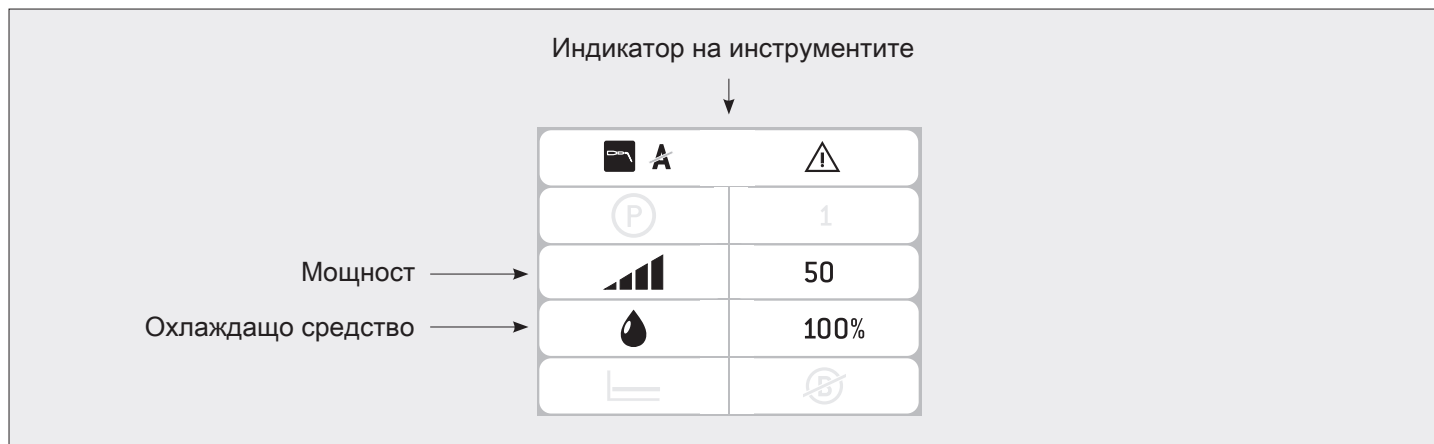 Индикатор на инструментите
A
P 1
Мощност 50
Охлаждащо средство 100%
B